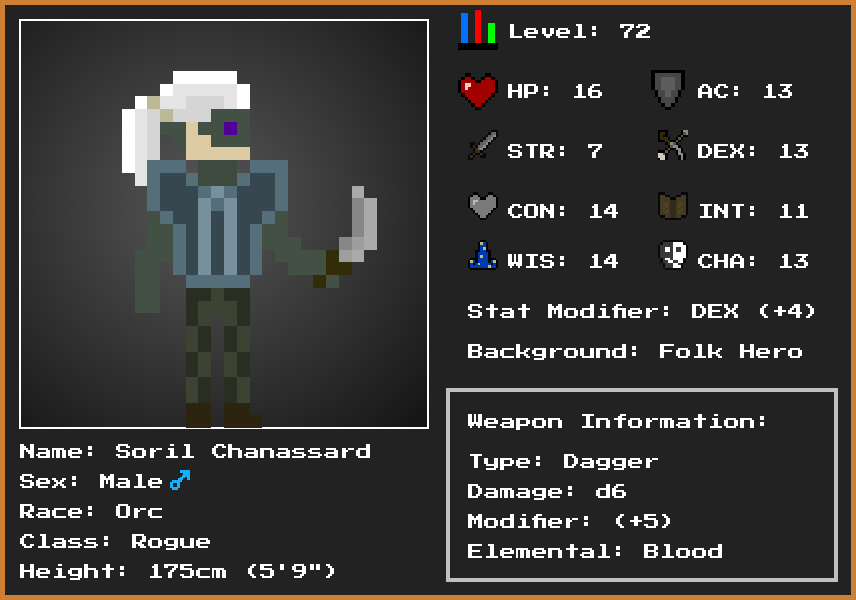 Level: 72
HP: 16
AC: 13
STR: 7
DEX: 13
CON: 14
INT: 11
WIS: 14
CHA: 13
Stat Modifier: DEX (+4)
Background: Folk Hero
Weapon Information:
Type: Dagger
Damage: d6
Modifier: (+5)
Elemental: Blood
Name: Soril Chanassard
Sex: Male ♂
Race: Orc
Class: Rogue
Height: 175cm (5'9")